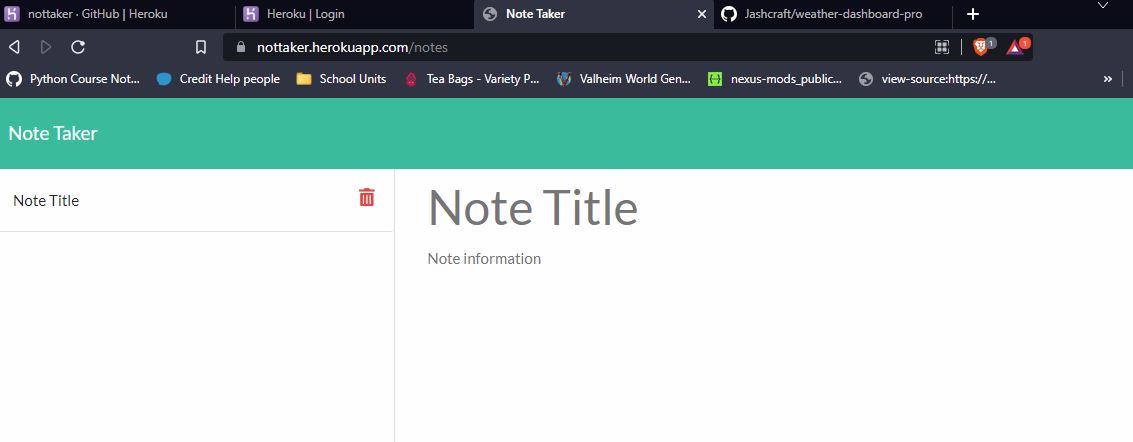 nottaker · GitHub | Heroku
Heroku | Login
Note Taker
Jashcraft/weather-dashboard-pro
nottaker.herokuapp.com/notes
1
1
Python Course Not...
Credit Help people
School Units
Tea Bags - Variety P...
Valheim World Gen...
nexus-mods_public...
view-source:https://...
»
Note Taker
Note Title
Note Title
Note information